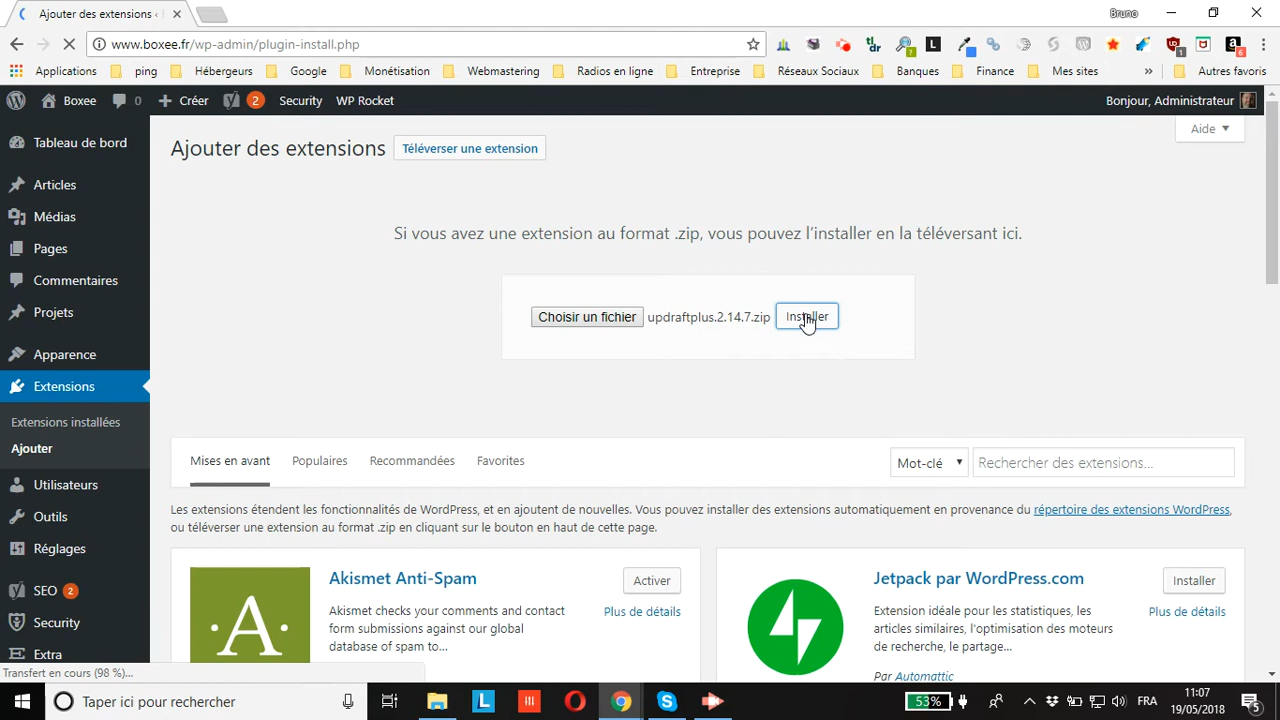 Ajouter des extensions ‹
Bruno
www.boxee.fr/wp-admin/plugin-install.php
Applications ping Hébergeurs Google Monétisation Webmastering Radios en ligne Entreprise Réseaux Sociaux Banques Finance Mes sites » Autres favoris
Boxee 0 Créer 2 Security WP Rocket Bonjour, Administrateur
Aide
Tableau de bord
Articles
Médias
Pages
Commentaires
Projets
Apparence
Extensions
Extensions installées
Ajouter
Utilisateurs
Outils
Réglages
SEO 2
Security
Extra
Ajouter des extensions Téléverser une extension
Si vous avez une extension au format .zip, vous pouvez l'installer en la téléversant ici.
Choisir un fichier updraftplus.2.14.7.zip Installer
Mises en avant Populaires Recommandées Favorites Mot-clé Rechercher des extensions...
Les extensions étendent les fonctionnalités de WordPress, et en ajoutent de nouvelles. Vous pouvez installer des extensions automatiquement en provenance du répertoire des extensions WordPress,
ou téléverser une extension au format .zip en cliquant sur le bouton en haut de cette page.
Akismet Anti-Spam
Activer
Plus de détails
Akismet checks your comments and contact
form submissions against our global
database of spam to...
Jetpack par WordPress.com
Installer
Plus de détails
Extension idéale pour les statistiques, les
articles similaires, l'optimisation des moteurs
de recherche, le partage...
Par Automattic
Transfert en cours (98 %)...
Taper ici pour rechercher
53%
FRA
11:07
19/05/2018
5